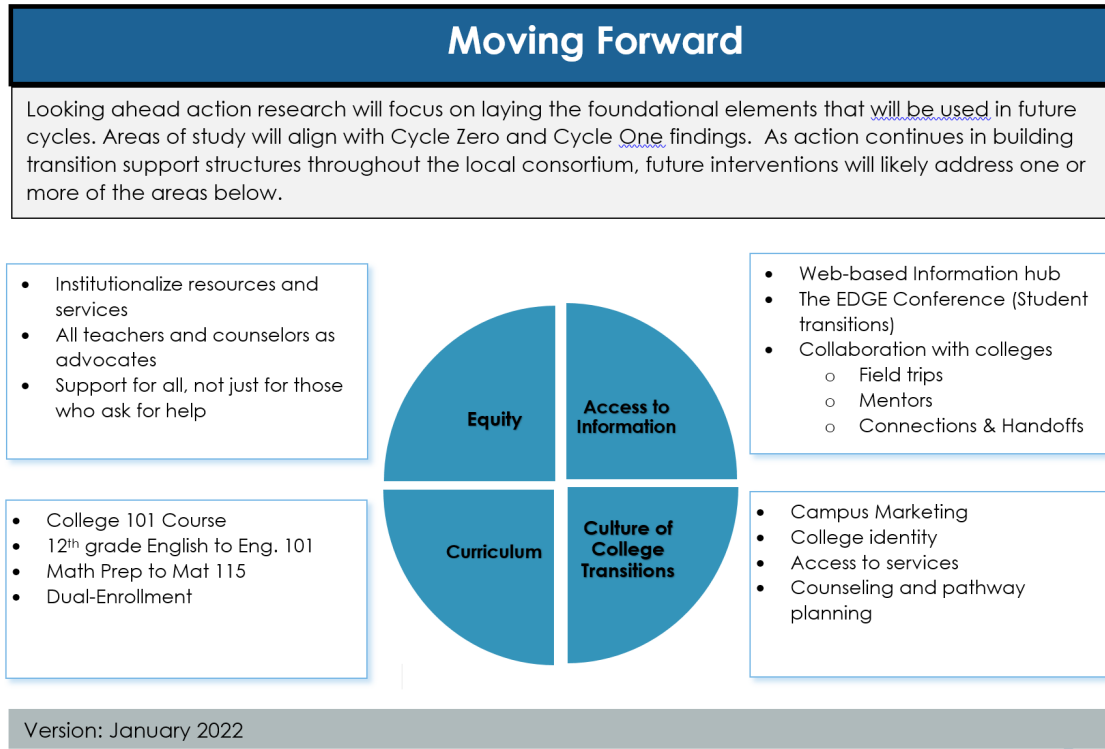 Moving Forward
Looking ahead action research will focus on laying the foundational elements that will be used in future
cycles. Areas of study will align with Cycle Zero and Cycle One findings.  As action continues in building
transition support structures throughout the local consortium, future interventions will likely address one or
more of the areas below.
• Institutionalize resources and
services
• All teachers and counselors as
advocates
• Support for all, not just for those
who ask for help
• Web-based Information hub
• The EDGE Conference (Student
transitions)
• Collaboration with colleges
o Field trips
o Mentors
o Connections & Handoffs
Equity
Access to
Information
Curriculum
Culture of
College
Transitions
• College 101 Course
• 12th grade English to Eng. 101
• Math Prep to Mat 115
• Dual-Enrollment
• Campus Marketing
• College identity
• Access to services
• Counseling and pathway
planning
Version: January 2022